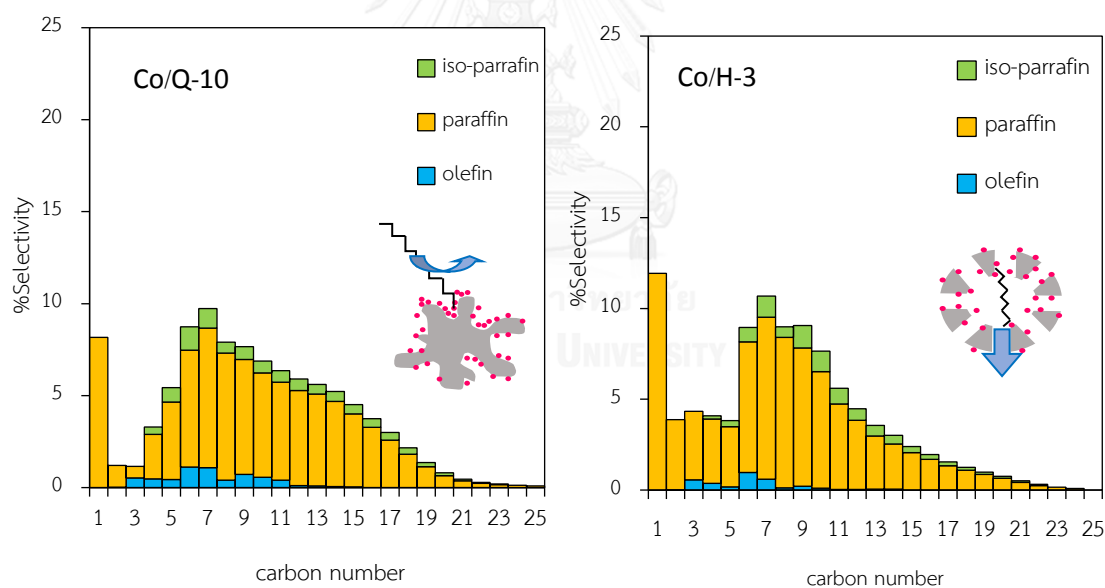 25
20
15
10
5
0
%Selectivity
Co/Q-10
iso-parrafin
paraffin
olefin
1 3 5 7 9 11 13 15 17 19 21 23 25
carbon number
25
20
15
10
5
0
%Selectivity
Co/H-3
iso-parrafin
paraffin
olefin
1 3 5 7 9 11 13 15 17 19 21 23 25
carbon number
UNIVERSITY